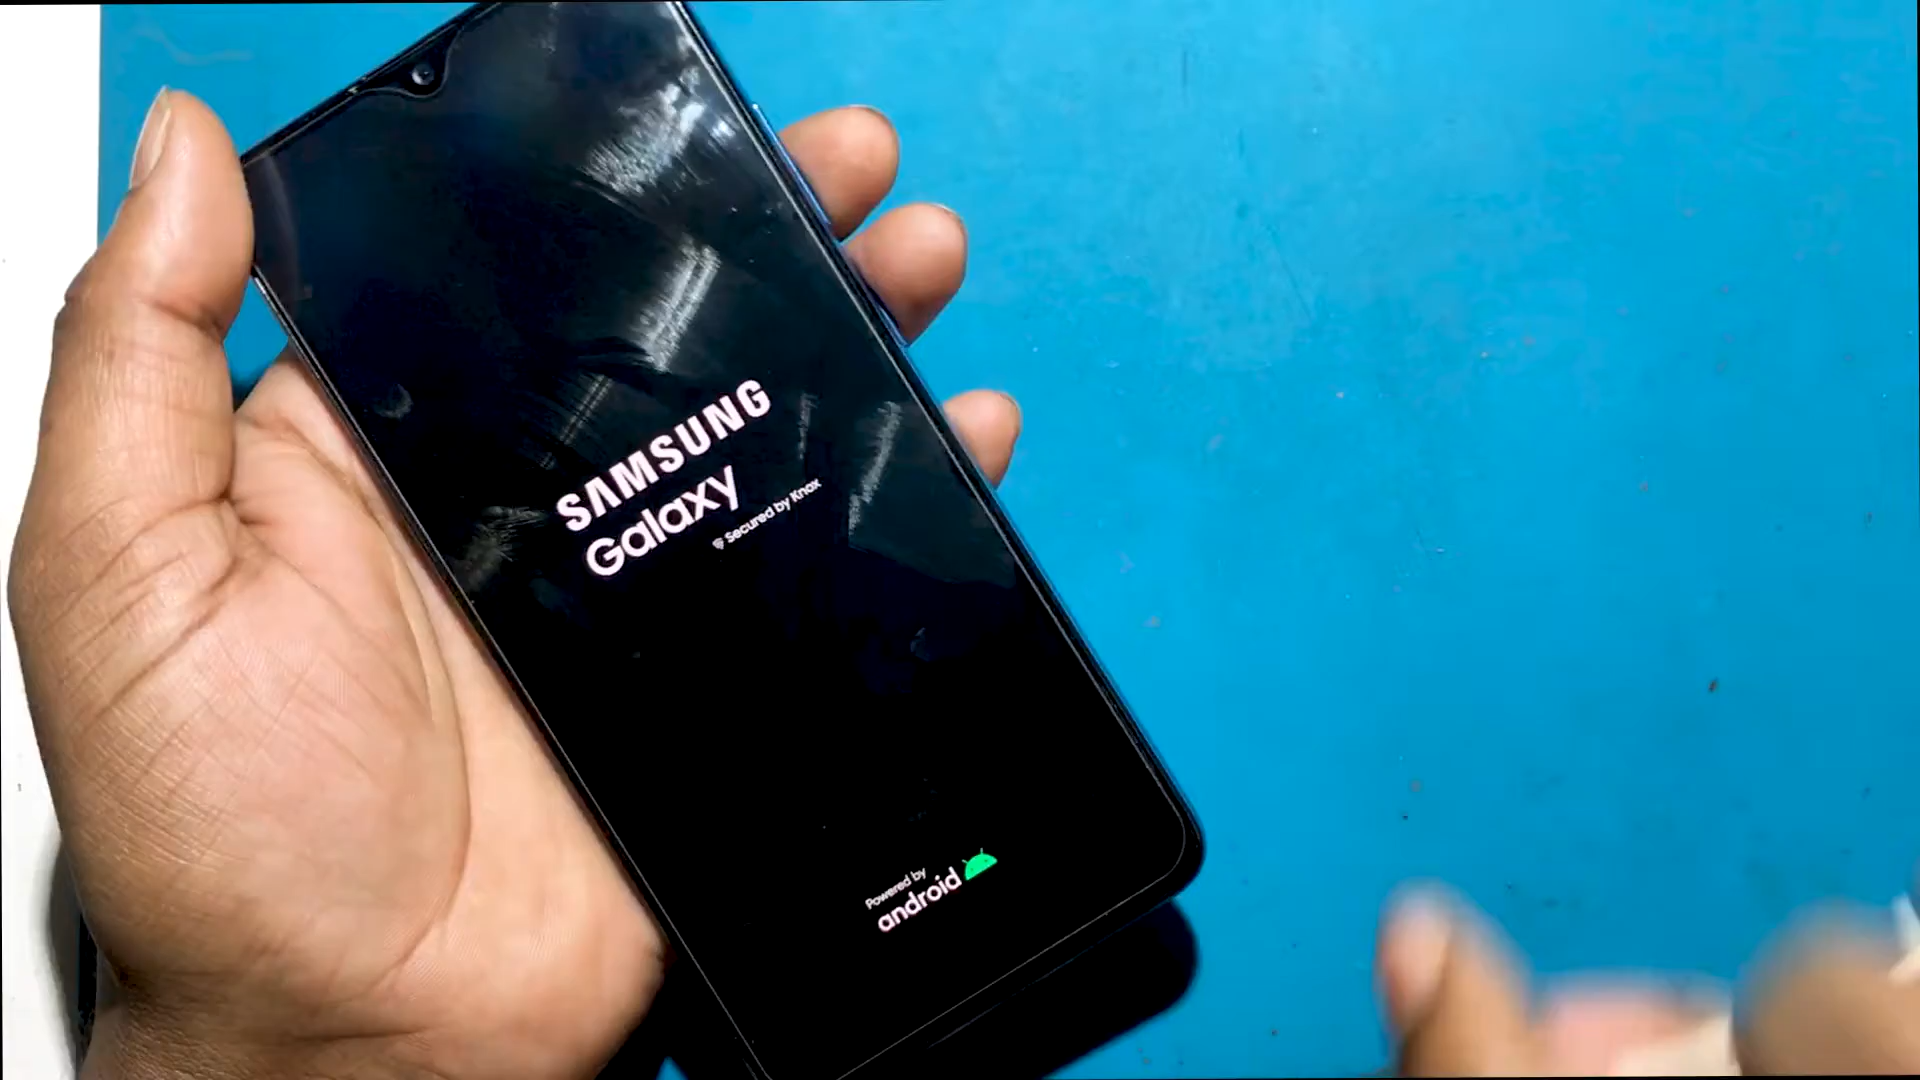 SAMSUNG
Galaxy
Secured by Knox
Powered by
android